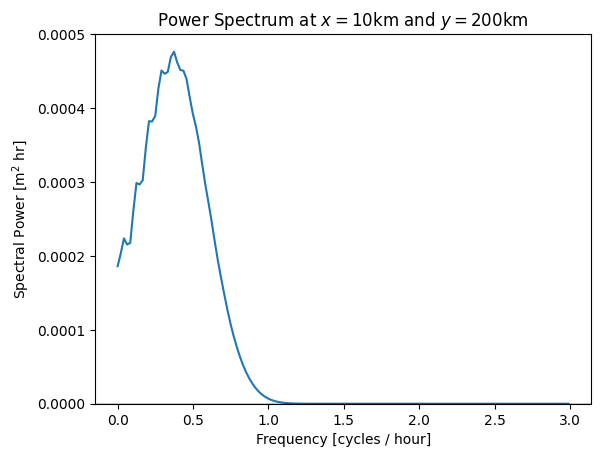 Power Spectrum at x = 10km and y = 200km
Spectral Power [m² hr]
0.0005
0.0004
0.0003
0.0002
0.0001
0.0000
0.0 0.5 1.0 1.5 2.0 2.5 3.0
Frequency [cycles / hour]